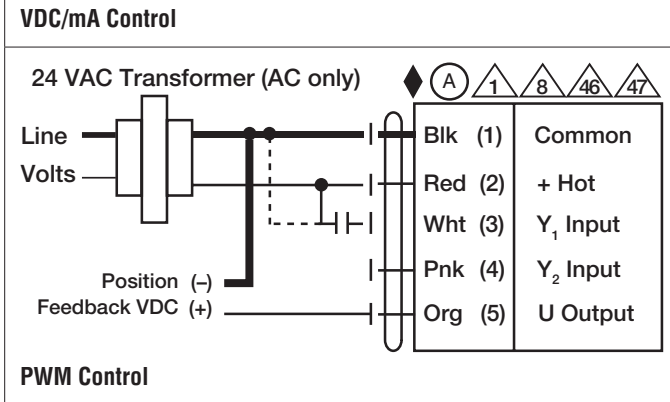 VDC/mA Control
24 VAC Transformer (AC only)
A 1 8 46 47
Line
Volts
Blk (1) Common
Red (2) + Hot
Wht (3) Y₁ Input
Pnk (4) Y₂ Input
Org (5) U Output
Position (–)
Feedback VDC (+)
PWM Control